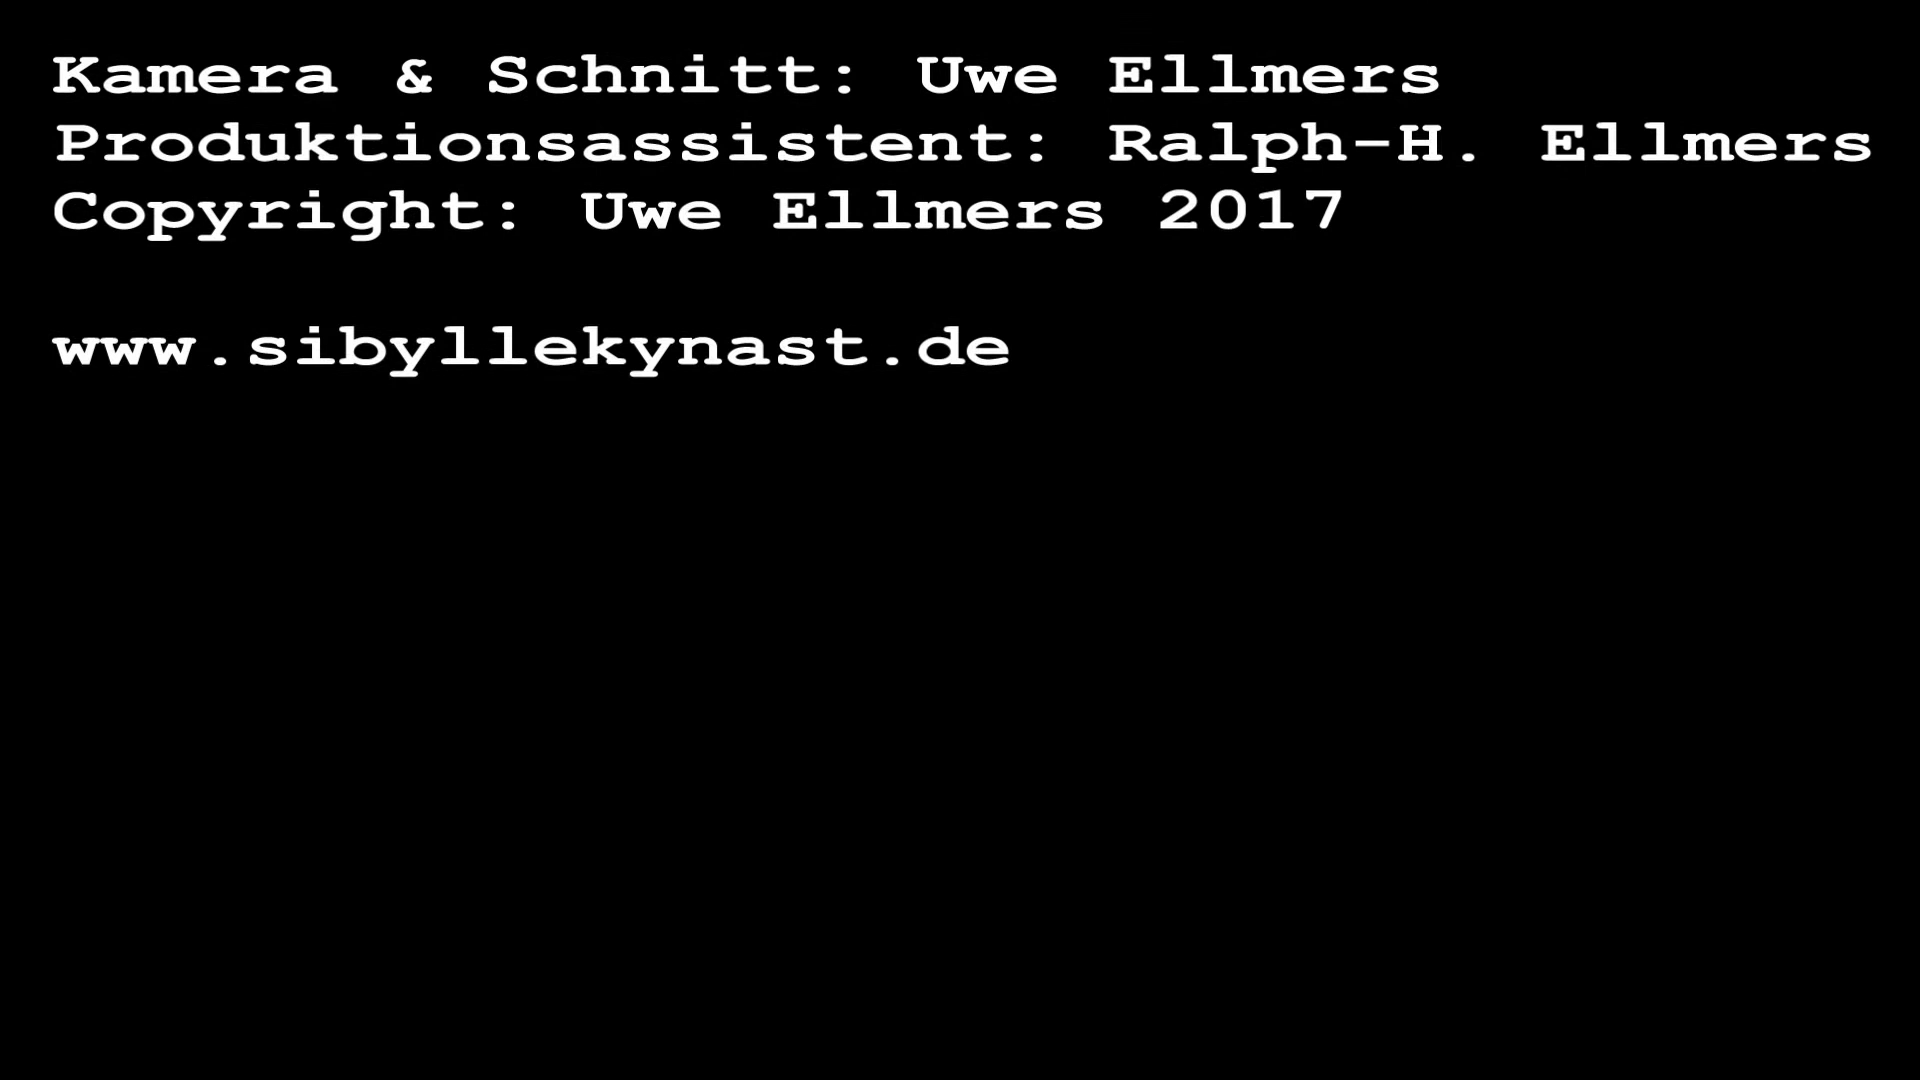 Kamera & Schnitt: Uwe Ellmers
Produktionsassistent: Ralph-H. Ellmers
Copyright: Uwe Ellmers 2017
www.sibyllekynast.de